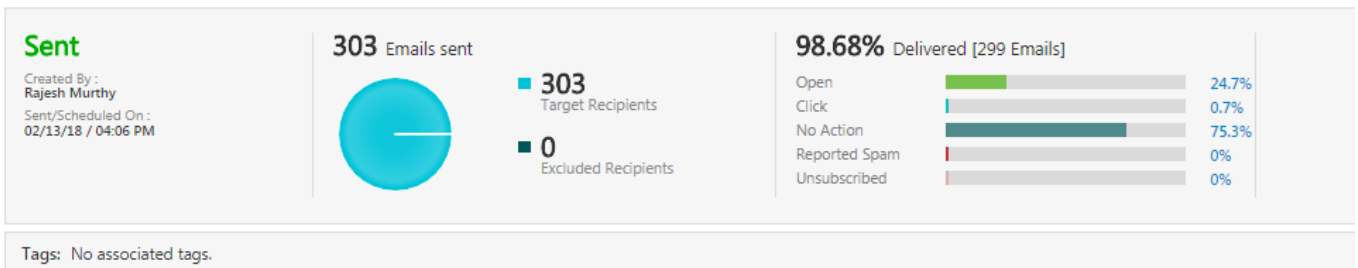 Sent
Created By :
Rajesh Murthy
Sent/Scheduled On :
02/13/18 / 04:06 PM
303 Emails sent
303
Target Recipients
0
Excluded Recipients
98.68% Delivered [299 Emails]
Open 24.7%
Click 0.7%
No Action 75.3%
Reported Spam 0%
Unsubscribed 0%
Tags: No associated tags.